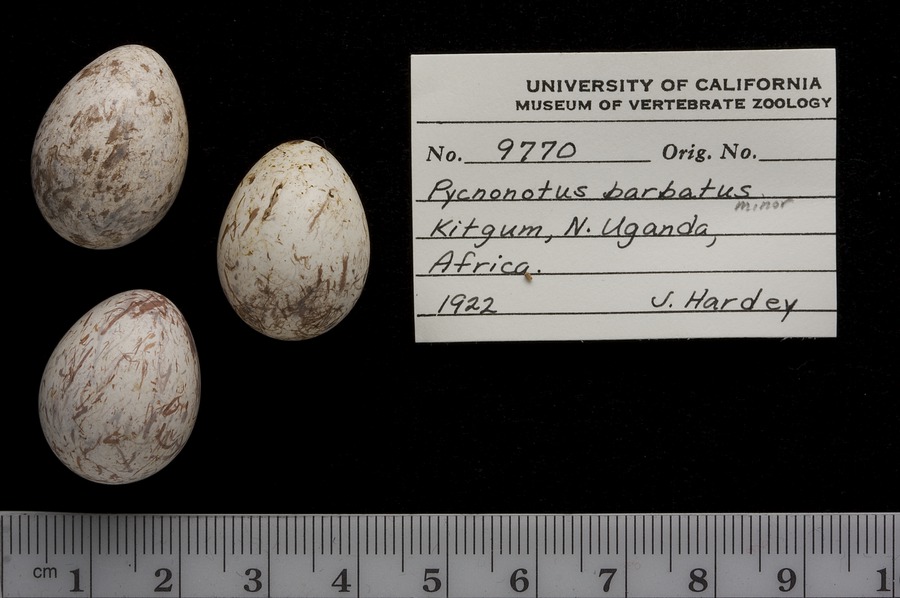 UNIVERSITY OF CALIFORNIA
MUSEUM OF VERTEBRATE ZOOLOGY
No. 9770 Orig. No.
Pycnonotus barbatus
minor
Kitgum, N. Uganda,
Africa.
1922 J. Hardey
cm 1 2 3 4 5 6 7 8 9 1